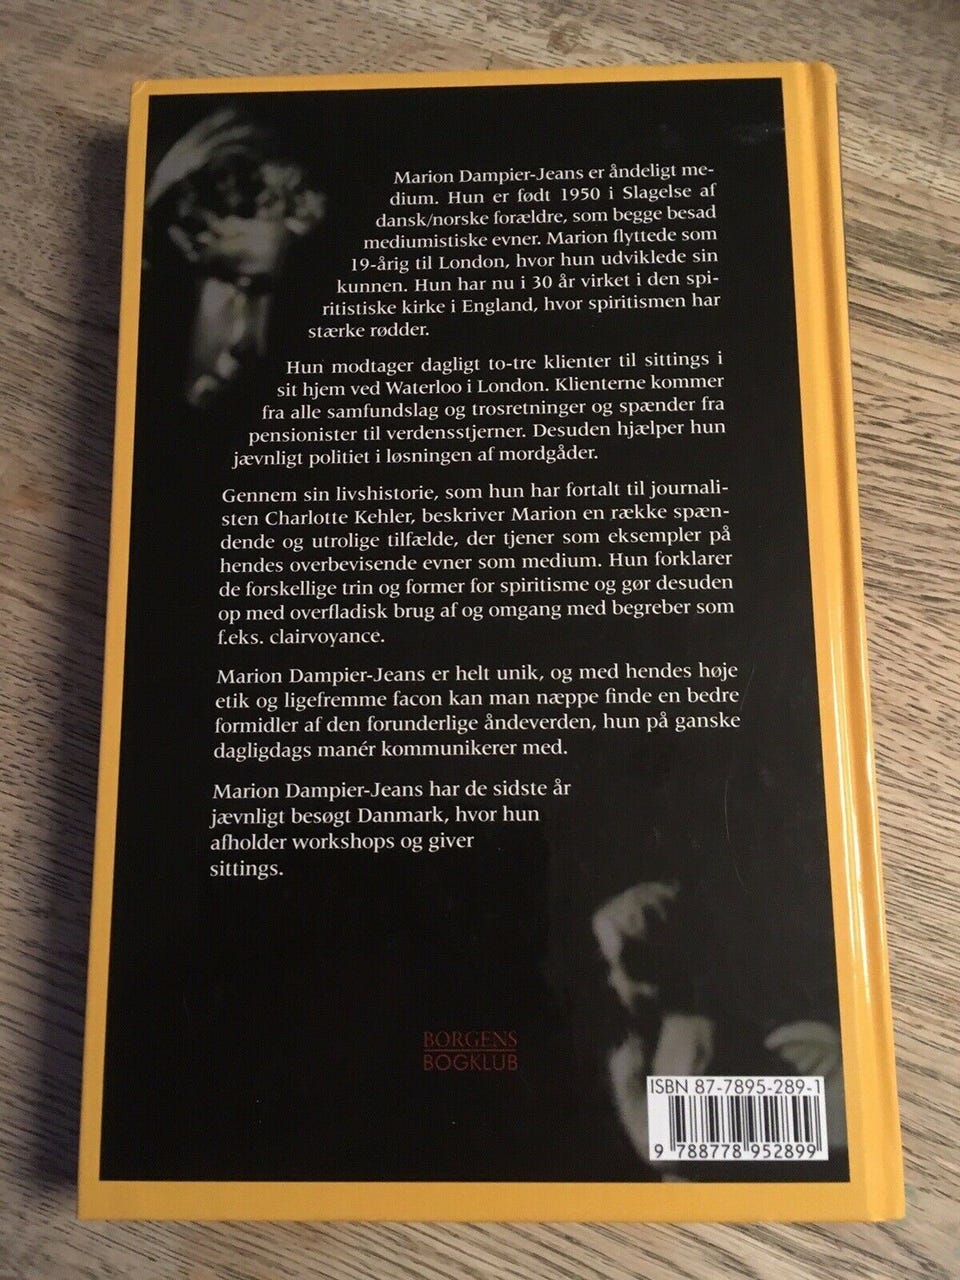 Marion Dampier-Jeans er åndeligt me-
dium. Hun er født 1950 i Slagelse af
dansk/norske forældre, som begge besad
mediumistiske evner. Marion flyttede som
19-årig til London, hvor hun udviklede sin
kunnen. Hun har nu i 30 år virket i den spi-
ritistiske kirke i England, hvor spiritismen har
stærke rødder.
Hun modtager dagligt to-tre klienter til sittings i
sit hjem ved Waterloo i London. Klienterne kommer
fra alle samfundslag og trosretninger og spænder fra
pensionister til verdensstjerner. Desuden hjælper hun
jævnligt politiet i løsningen af mordgåder.
Gennem sin livshistorie, som hun har fortalt til journali-
sten Charlotte Kehler, beskriver Marion en række spæn-
dende og utrolige tilfælde, der tjener som eksempler på
hendes overbevisende evner som medium. Hun forklarer
de forskellige trin og former for spiritisme og gør desuden
op med overfladisk brug af og omgang med begreber som
f.eks. clairvoyance.
Marion Dampier-Jeans er helt unik, og med hendes høje
etik og ligefremme facon kan man næppe finde en bedre
formidler af den forunderlige åndeverden, hun på ganske
dagligdags manér kommunikerer med.
Marion Dampier-Jeans har de sidste år
jævnligt besøgt Danmark, hvor hun
afholder workshops og giver
sittings.
BORGENS
BOGKLUB
ISBN 87-7895-289-1
9 788778 952899